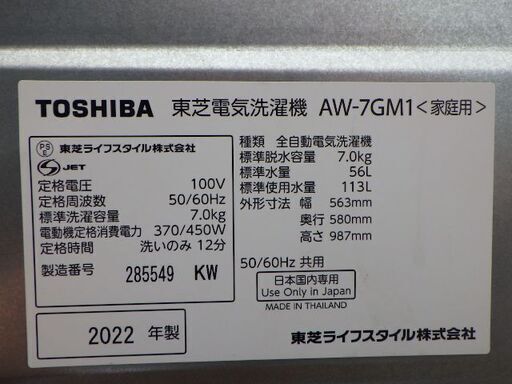 TOSHIBA 東芝電気洗濯機 AW-7GM1<家庭用>
PS
E
東芝ライフスタイル株式会社
S JET
定格電圧 100V
定格周波数 50/60Hz
標準洗濯容量 7.0kg
電動機定格消費電力 370/450W
定格時間 洗いのみ 12分
製造番号 285549 KW
2022 年製
種類 全自動電気洗濯機
標準脱水容量 7.0kg
標準水量 56L
標準使用水量 113L
外形寸法 幅 563mm
奥行 580mm
高さ 987mm
50/60Hz 共用
日本国内専用
Use Only in Japan
MADE IN THAILAND
東芝ライフスタイル株式会社